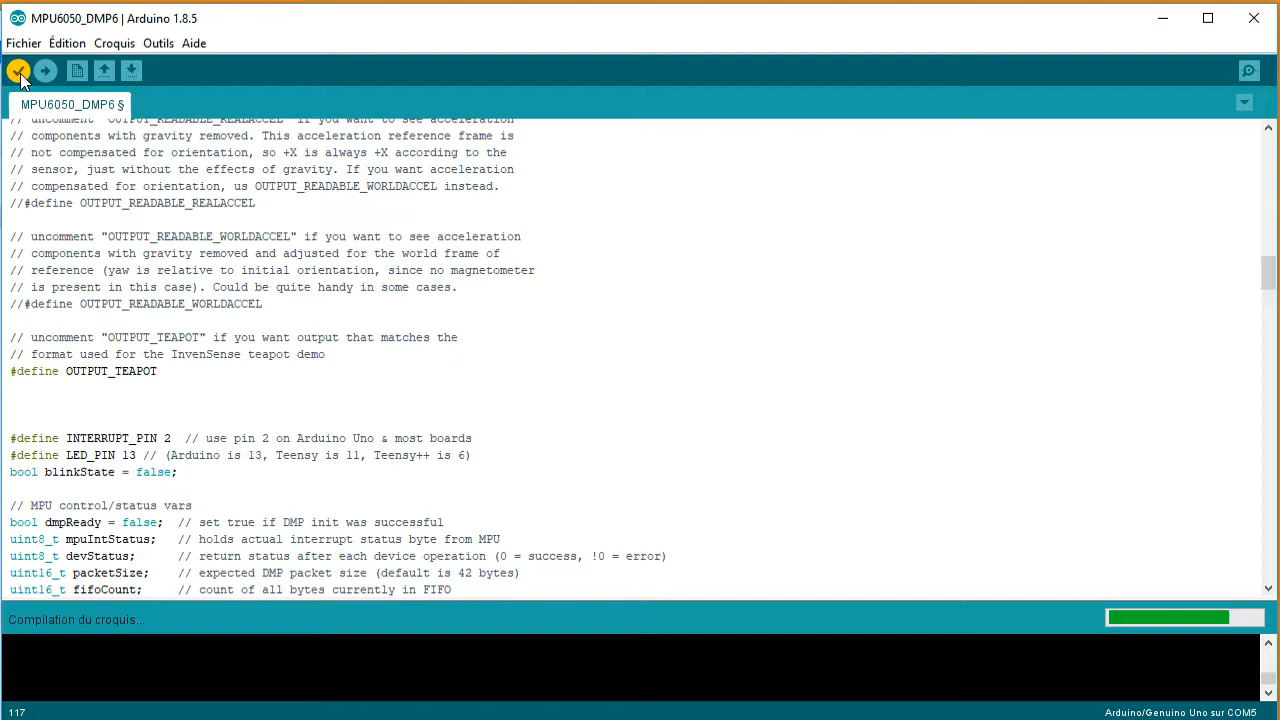 MPU6050_DMP6 | Arduino 1.8.5
Fichier Édition Croquis Outils Aide
MPU6050_DMP6 §
// uncomment "OUTPUT_READABLE_REALACCEL" if you want to see acceleration
// components with gravity removed. This acceleration reference frame is
// not compensated for orientation, so +X is always +X according to the
// sensor, just without the effects of gravity. If you want acceleration
// compensated for orientation, us OUTPUT_READABLE_WORLDACCEL instead.
//#define OUTPUT_READABLE_REALACCEL
// uncomment "OUTPUT_READABLE_WORLDACCEL" if you want to see acceleration
// components with gravity removed and adjusted for the world frame of
// reference (yaw is relative to initial orientation, since no magnetometer
// is present in this case). Could be quite handy in some cases.
//#define OUTPUT_READABLE_WORLDACCEL
// uncomment "OUTPUT_TEAPOT" if you want output that matches the
// format used for the InvenSense teapot demo
#define OUTPUT_TEAPOT
#define INTERRUPT_PIN 2  // use pin 2 on Arduino Uno & most boards
#define LED_PIN 13 // (Arduino is 13, Teensy is 11, Teensy++ is 6)
bool blinkState = false;
// MPU control/status vars
bool dmpReady = false;  // set true if DMP init was successful
uint8_t mpuIntStatus;   // holds actual interrupt status byte from MPU
uint8_t devStatus;      // return status after each device operation (0 = success, !0 = error)
uint16_t packetSize;    // expected DMP packet size (default is 42 bytes)
uint16_t fifoCount;     // count of all bytes currently in FIFO
Compilation du croquis...
117
Arduino/Genuino Uno sur COM5